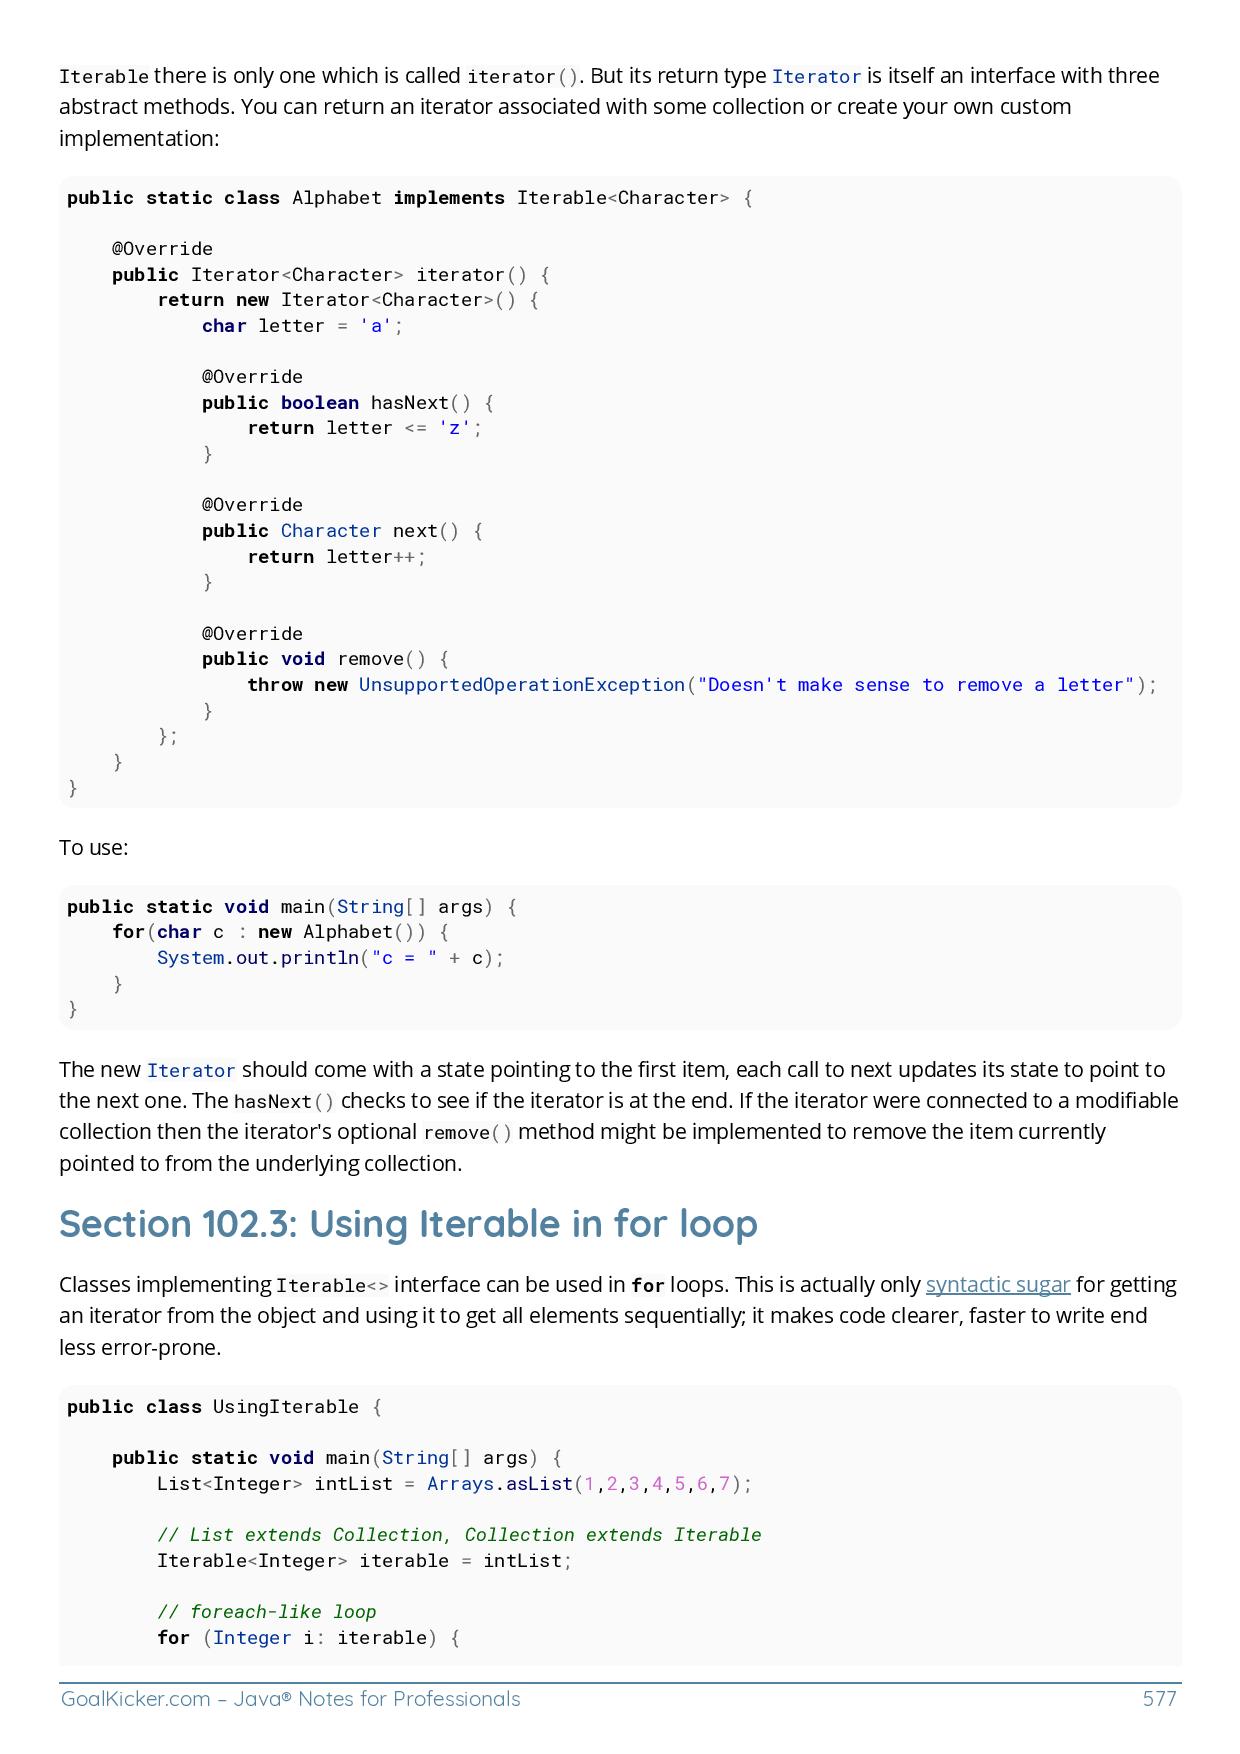 Iterable there is only one which is called iterator(). But its return type Iterator is itself an interface with three
abstract methods. You can return an iterator associated with some collection or create your own custom
implementation:
public static class Alphabet implements Iterable<Character> {
    @Override
    public Iterator<Character> iterator() {
        return new Iterator<Character>() {
            char letter = 'a';
            @Override
            public boolean hasNext() {
                return letter <= 'z';
            }
            @Override
            public Character next() {
                return letter++;
            }
            @Override
            public void remove() {
                throw new UnsupportedOperationException("Doesn't make sense to remove a letter");
            }
        };
    }
}
To use:
public static void main(String[] args) {
    for(char c : new Alphabet()) {
        System.out.println("c = " + c);
    }
}
The new Iterator should come with a state pointing to the first item, each call to next updates its state to point to
the next one. The hasNext() checks to see if the iterator is at the end. If the iterator were connected to a modifiable
collection then the iterator's optional remove() method might be implemented to remove the item currently
pointed to from the underlying collection.
Section 102.3: Using Iterable in for loop
Classes implementing Iterable<> interface can be used in for loops. This is actually only syntactic sugar for getting
an iterator from the object and using it to get all elements sequentially; it makes code clearer, faster to write end
less error-prone.
public class UsingIterable {
    public static void main(String[] args) {
        List<Integer> intList = Arrays.asList(1,2,3,4,5,6,7);
        // List extends Collection, Collection extends Iterable
        Iterable<Integer> iterable = intList;
        // foreach-like loop
        for (Integer i: iterable) {
GoalKicker.com – Java® Notes for Professionals 577